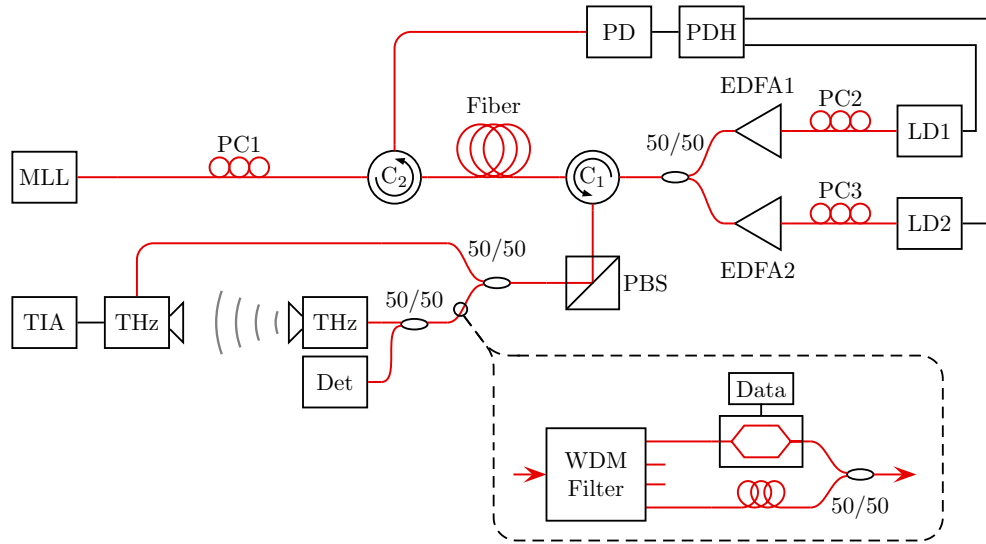 PD
PDH
EDFA1
Fiber
PC2
PC1
50/50
LD1
MLL
C2
C1
PC3
LD2
50/50
EDFA2
PBS
50/50
TIA
THz
THz
Det
Data
WDM
Filter
50/50